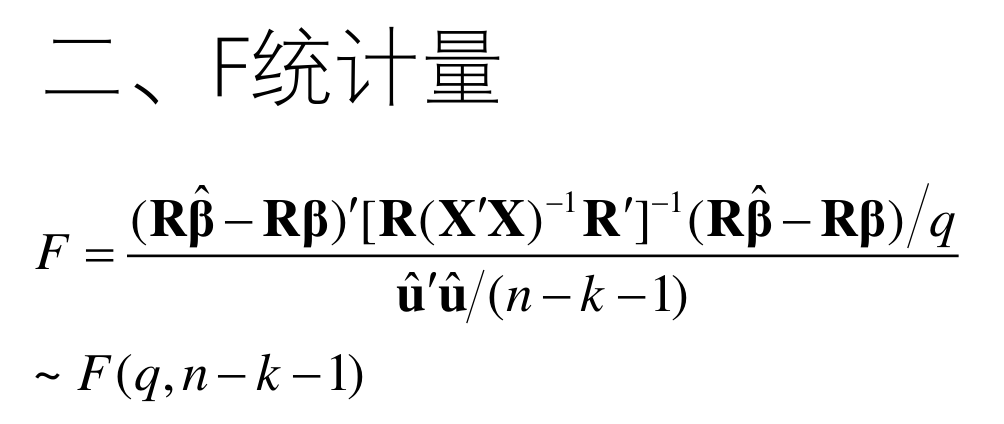 二、F统计量
F = (Rβ̂ − Rβ)′[R(X′X)⁻¹R′]⁻¹(Rβ̂ − Rβ)/q
û′û/(n − k − 1)
~ F(q, n − k − 1)